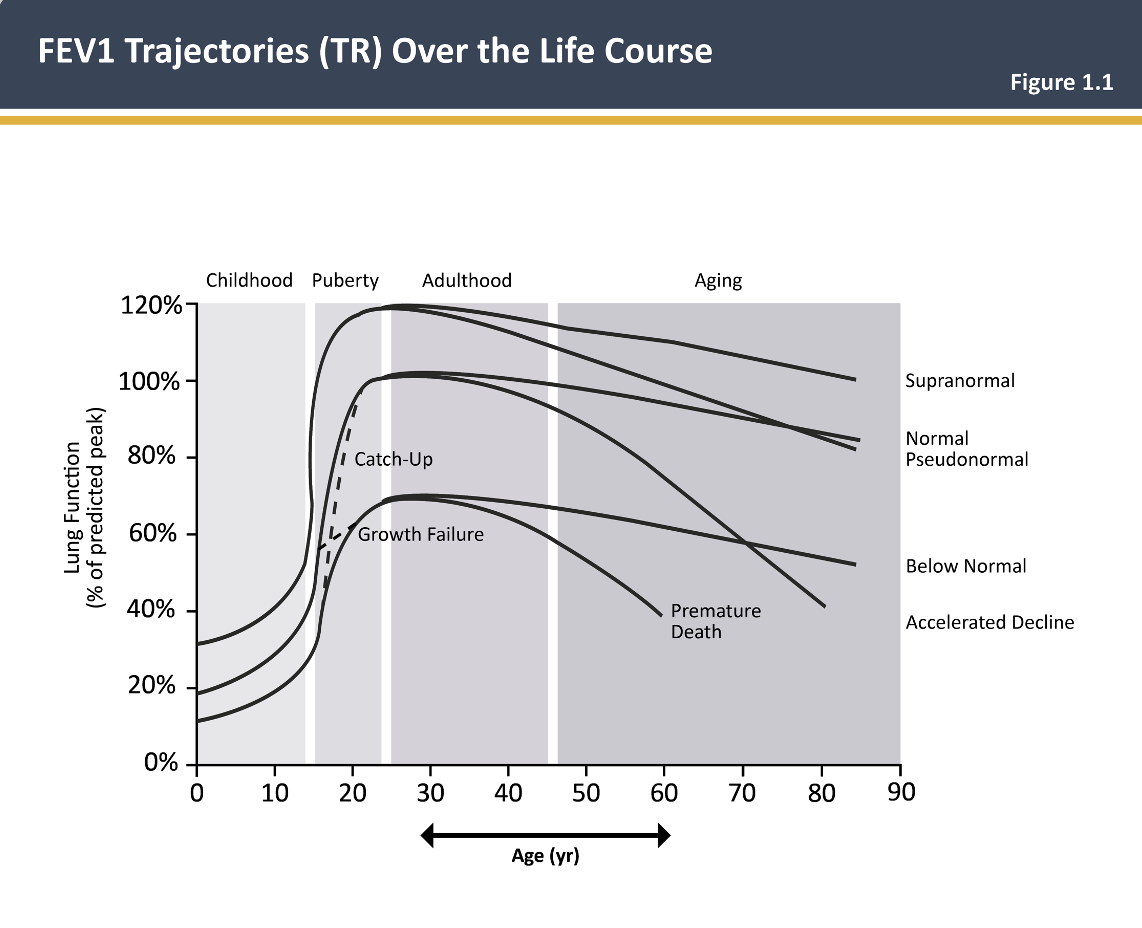 FEV1 Trajectories (TR) Over the Life Course
Figure 1.1
Childhood
Puberty
Adulthood
Aging
120%
100%
80%
60%
40%
20%
0%
Lung Function
(% of predicted peak)
Catch-Up
Growth Failure
Premature
Death
Supranormal
Normal
Pseudonormal
Below Normal
Accelerated Decline
0
10
20
30
40
50
60
70
80
90
Age (yr)